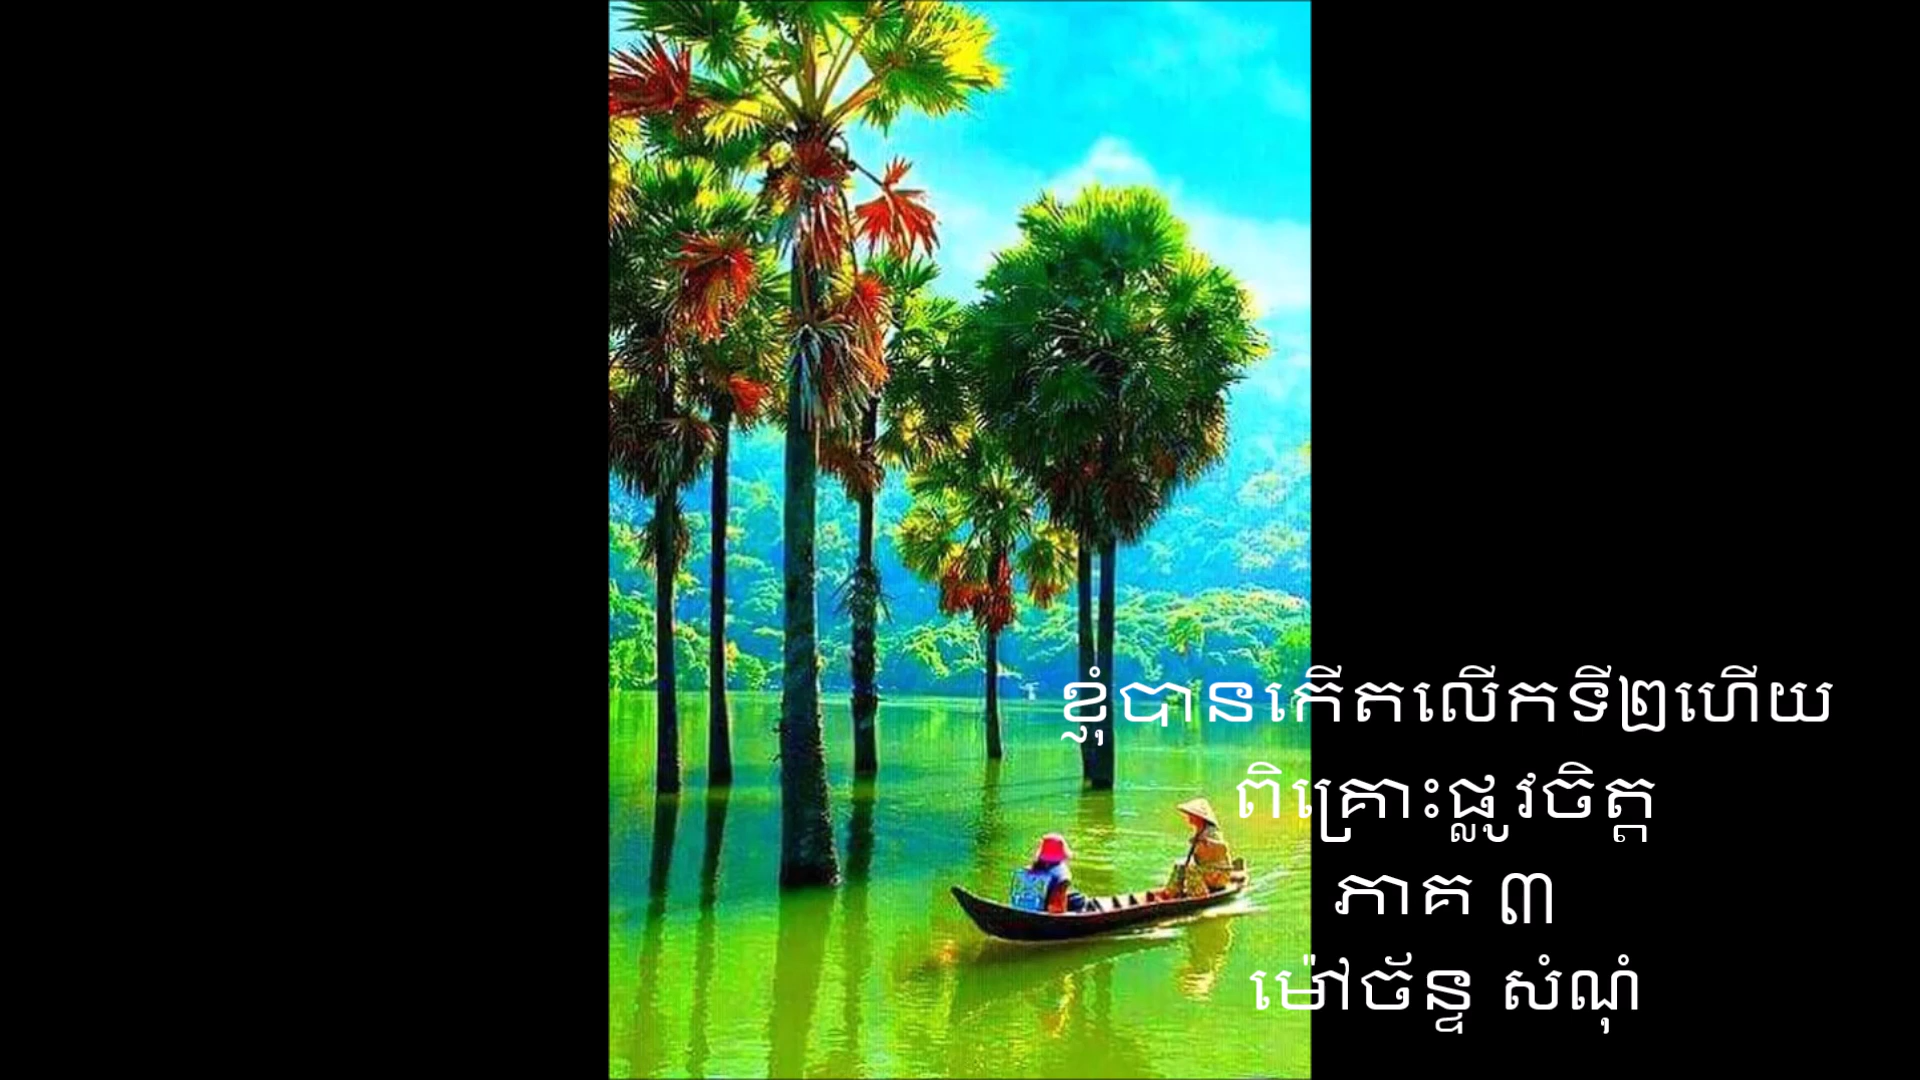 ខ្ញុំបានកើតលើកទី២ហើយ
ពិគ្រោះផ្លូវចិត្ត
ភាគ ៣
ម៉ៅច័ន្ទ សំណុំ